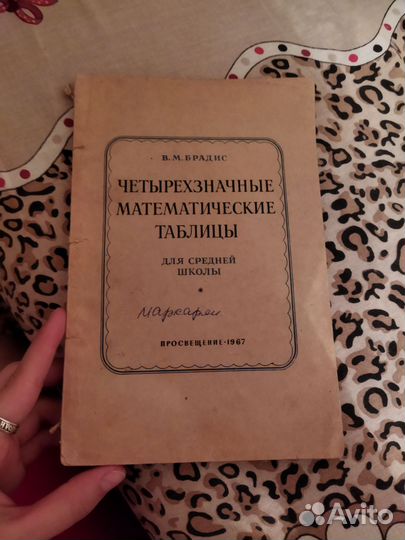 В. М. БРАДИС
ЧЕТЫРЕХЗНАЧНЫЕ
МАТЕМАТИЧЕСКИЕ
ТАБЛИЦЫ
ДЛЯ СРЕДНЕЙ
ШКОЛЫ
ПРОСВЕЩЕНИЕ · 1967
Avito